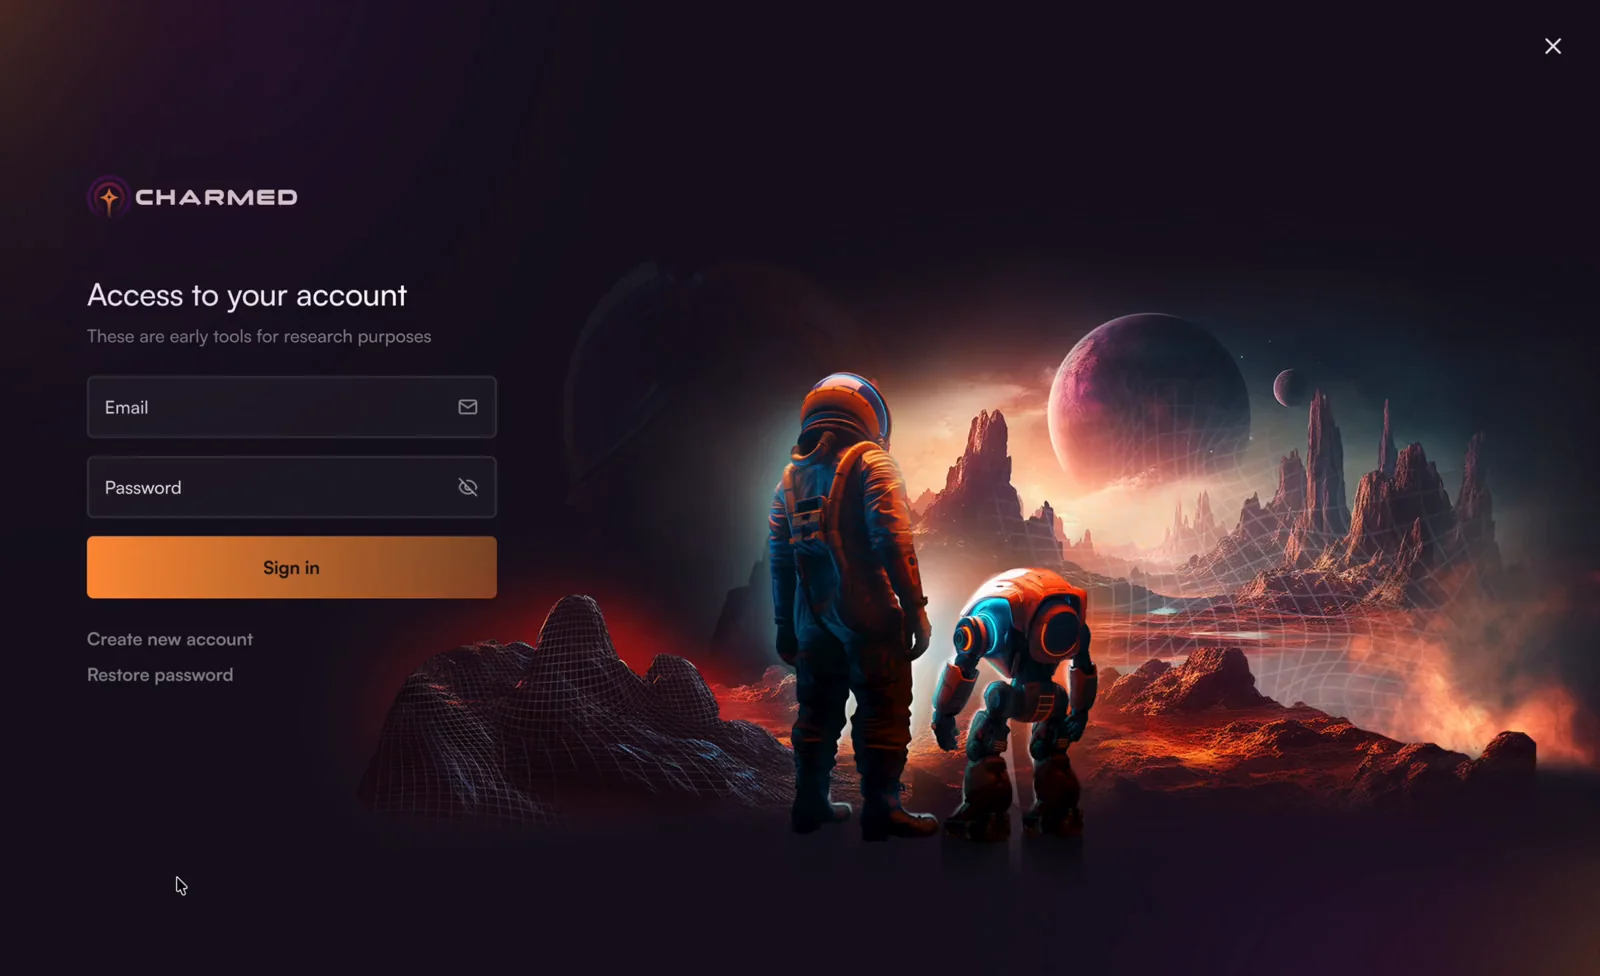 CHARMED
Access to your account
These are early tools for research purposes
Email
Password
Sign in
Create new account
Restore password